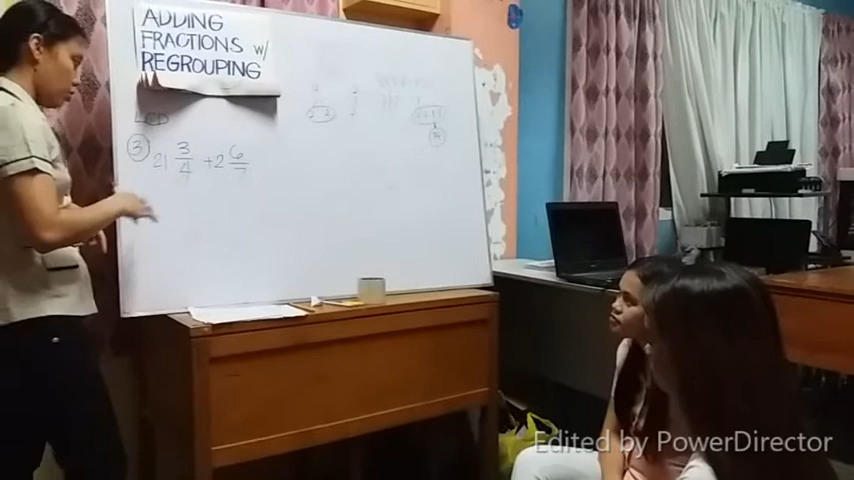 ADDING
FRACTIONS w/
REGROUPING
LCD
③ 21 3/4 + 2 6/7
Edited by PowerDirector